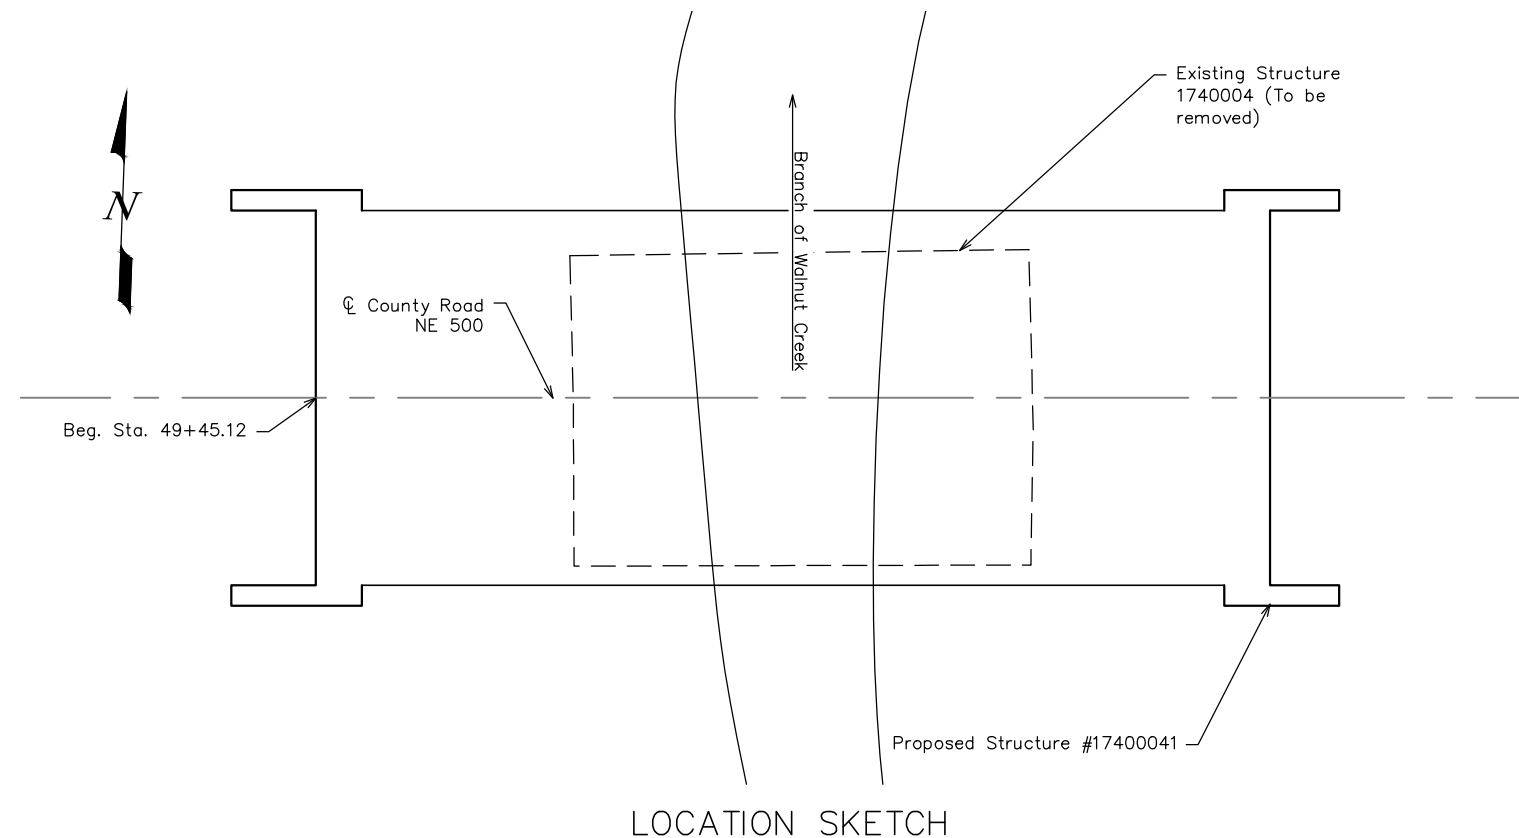 Existing Structure
1740004 (To be
removed)
Branch of Walnut Creek
N
℄ County Road
NE 500
Beg. Sta. 49+45.12
Proposed Structure #17400041
LOCATION SKETCH